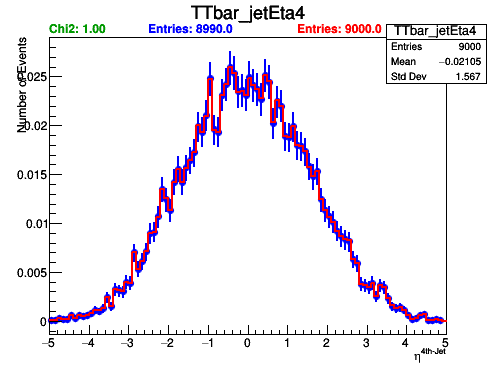 TTbar_jetEta4
Chi2: 1.00 Entries: 8990.0 Entries: 9000.0
TTbar_jetEta4
Entries 9000
Mean −0.02105
Std Dev 1.567
Number of Events
0.025
0.02
0.015
0.01
0.005
0
−5 −4 −3 −2 −1 0 1 2 3 4 5
η4th-Jet